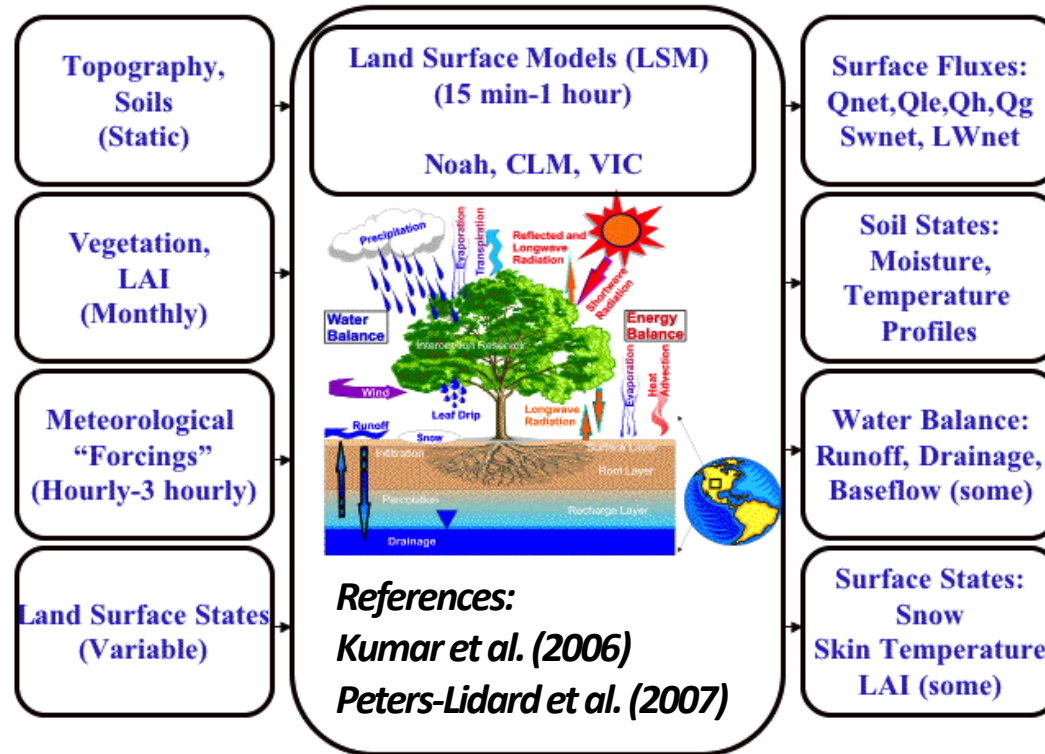 Topography,
Soils
(Static)
Vegetation,
LAI
(Monthly)
Meteorological
“Forcings”
(Hourly-3 hourly)
Land Surface States
(Variable)
Land Surface Models (LSM)
(15 min-1 hour)
Noah, CLM, VIC
Precipitation
Evaporation
Transpiration
Reflected and
Longwave
Radiation
Shortwave
Radiation
Water
Balance
Energy
Balance
Interception Reservoir
Wind
Leaf Drip
Longwave
Radiation
Evaporation
Heat
Advection
Runoff
Snow
Infiltration
Surface Layer
Root Layer
Percolation
Recharge Layer
Drainage
References:
Kumar et al. (2006)
Peters-Lidard et al. (2007)
Surface Fluxes:
Qnet,Qle,Qh,Qg
Swnet, LWnet
Soil States:
Moisture,
Temperature
Profiles
Water Balance:
Runoff, Drainage,
Baseflow (some)
Surface States:
Snow
Skin Temperature
LAI (some)